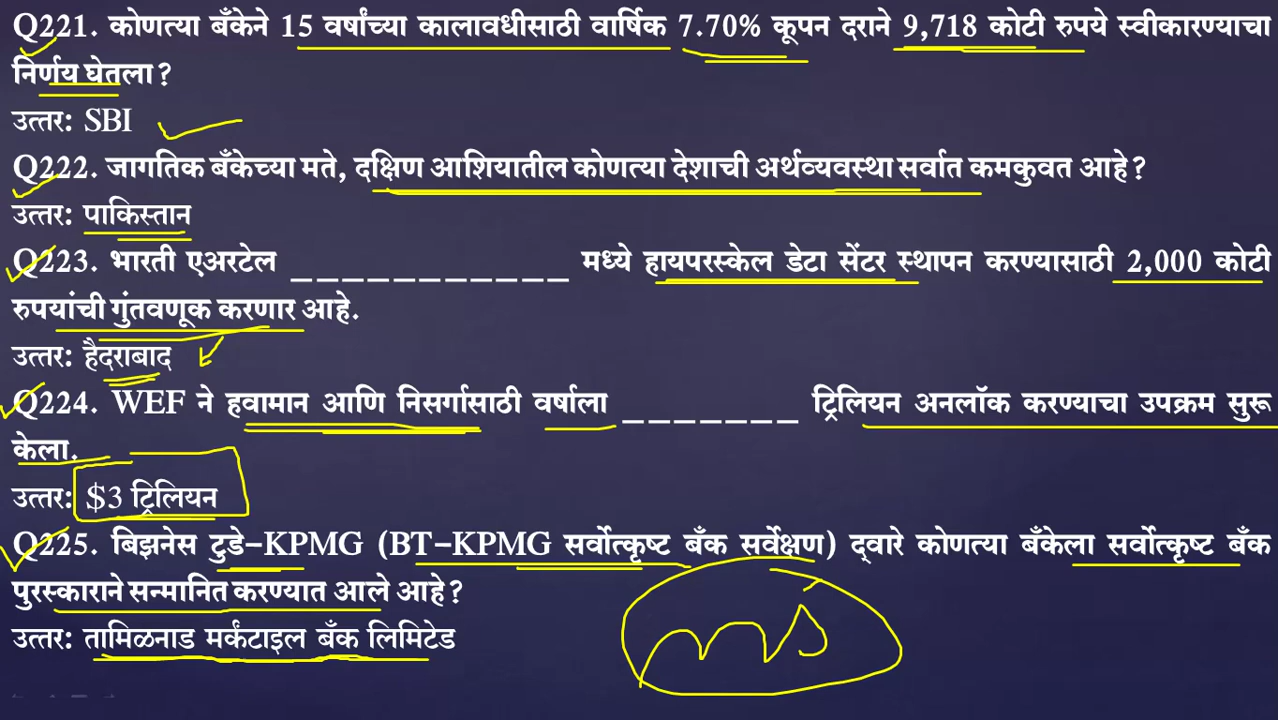 Q221. कोणत्या बँकेने 15 वर्षांच्या कालावधीसाठी वार्षिक 7.70% कूपन दराने 9,718 कोटी रुपये स्वीकारण्याचा
निर्णय घेतला?
उत्तर: SBI
Q222. जागतिक बँकेच्या मते, दक्षिण आशियातील कोणत्या देशाची अर्थव्यवस्था सर्वात कमकुवत आहे?
उत्तर: पाकिस्तान
Q223. भारती एअरटेल ___________ मध्ये हायपरस्केल डेटा सेंटर स्थापन करण्यासाठी 2,000 कोटी
रुपयांची गुंतवणूक करणार आहे.
उत्तर: हैदराबाद
Q224. WEF ने हवामान आणि निसर्गासाठी वर्षाला _______ ट्रिलियन अनलॉक करण्याचा उपक्रम सुरू
केला.
उत्तर: $3 ट्रिलियन
Q225. बिझनेस टुडे-KPMG (BT-KPMG सर्वोत्कृष्ट बँक सर्वेक्षण) द्वारे कोणत्या बँकेला सर्वोत्कृष्ट बँक
पुरस्काराने सन्मानित करण्यात आले आहे?
उत्तर: तामिळनाड मर्कंटाइल बँक लिमिटेड